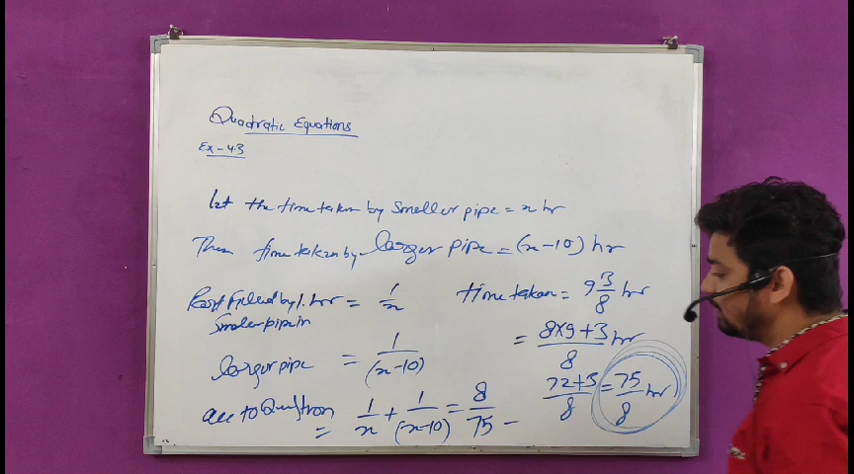 Quadratic Equations
Ex-43
Let the time taken by smaller pipe = x hr
Then time taken by larger pipe = (x-10) hr
Part Filled by 1 hr = 1/x
Smaller pipe in
larger pipe = 1/(x-10)
acc to Question
= 1/x + 1/(x-10) = 8/75 -
time taken = 9 3/8 hr
= 8x9+3/8 hr
72+3/8 = 75/8 hr